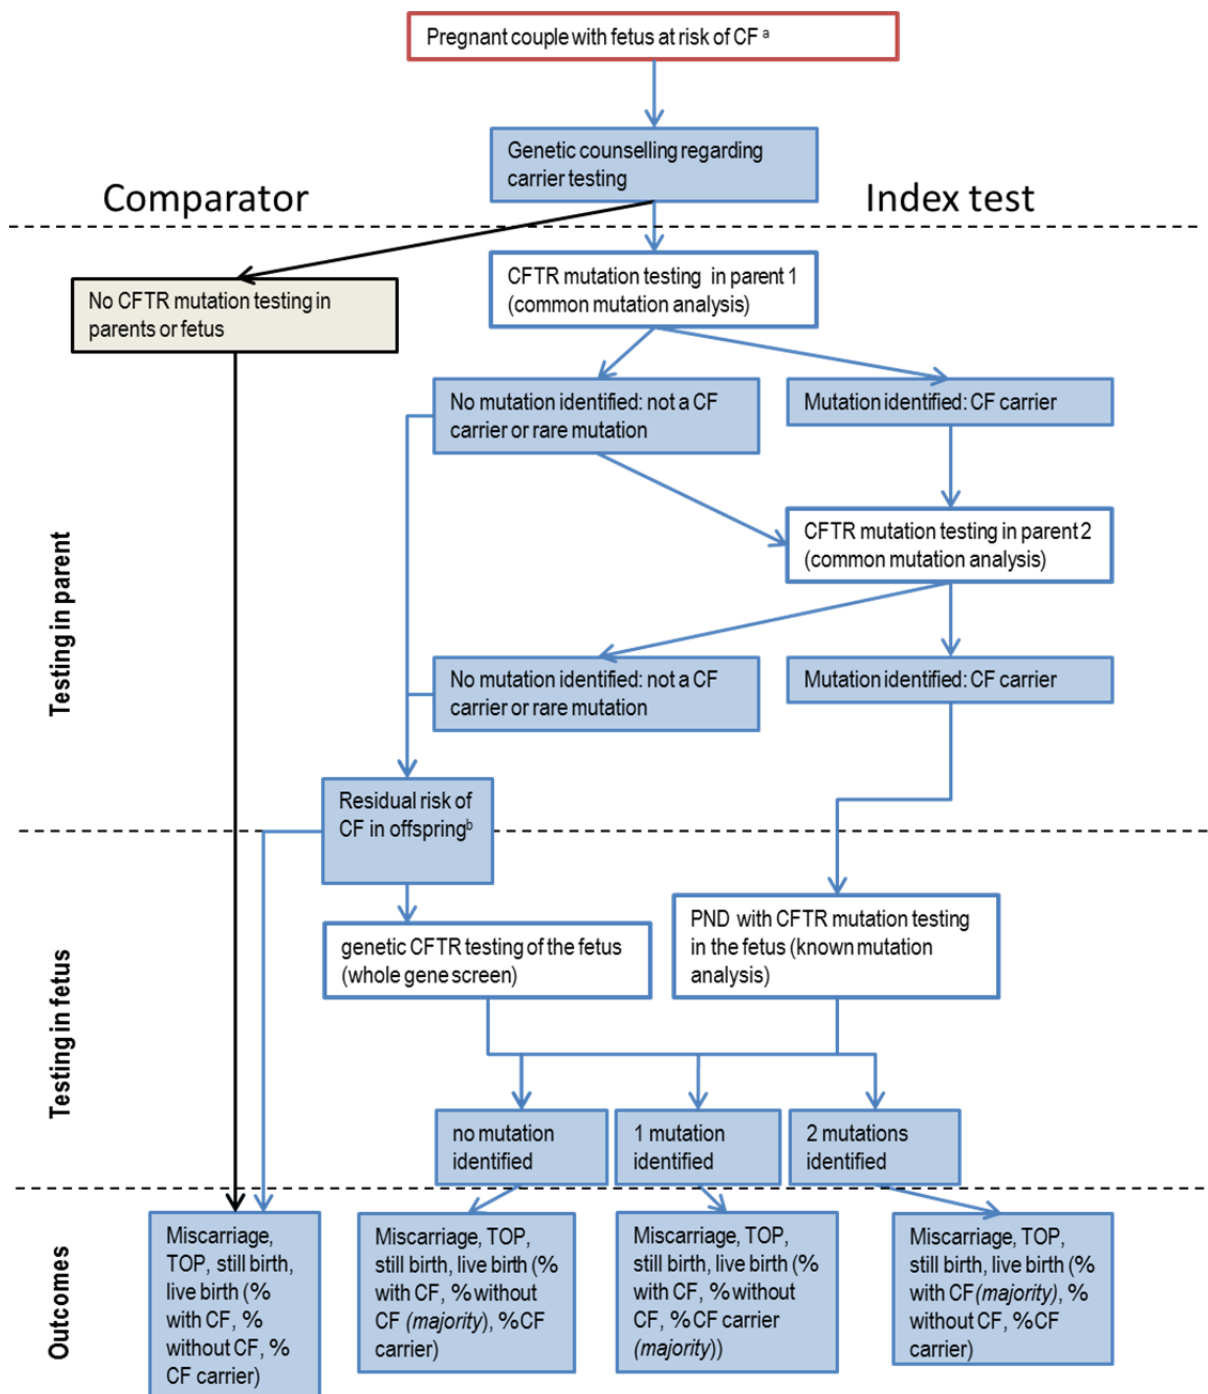 Pregnant couple with fetus at risk of CF ᵃ
Genetic counselling regarding
carrier testing
Comparator
Index test
No CFTR mutation testing in
parents or fetus
CFTR mutation testing in parent 1
(common mutation analysis)
No mutation identified: not a CF
carrier or rare mutation
Mutation identified: CF carrier
CFTR mutation testing in parent 2
(common mutation analysis)
Testing in parent
No mutation identified: not a CF
carrier or rare mutation
Mutation identified: CF carrier
Residual risk of
CF in offspringᵇ
Testing in fetus
genetic CFTR testing of the fetus
(whole gene screen)
PND with CFTR mutation testing
in the fetus (known mutation
analysis)
no mutation
identified
1 mutation
identified
2 mutations
identified
Outcomes
Miscarriage,
TOP, still birth,
live birth (%
with CF, %
without CF, %
CF carrier)
Miscarriage, TOP,
still birth, live birth (%
with CF, % without
CF (majority), %CF
carrier)
Miscarriage, TOP,
still birth, live birth (%
with CF, % without
CF, % CF carrier
(majority))
Miscarriage, TOP,
still birth, live birth (%
with CF(majority), %
without CF, %CF
carrier)